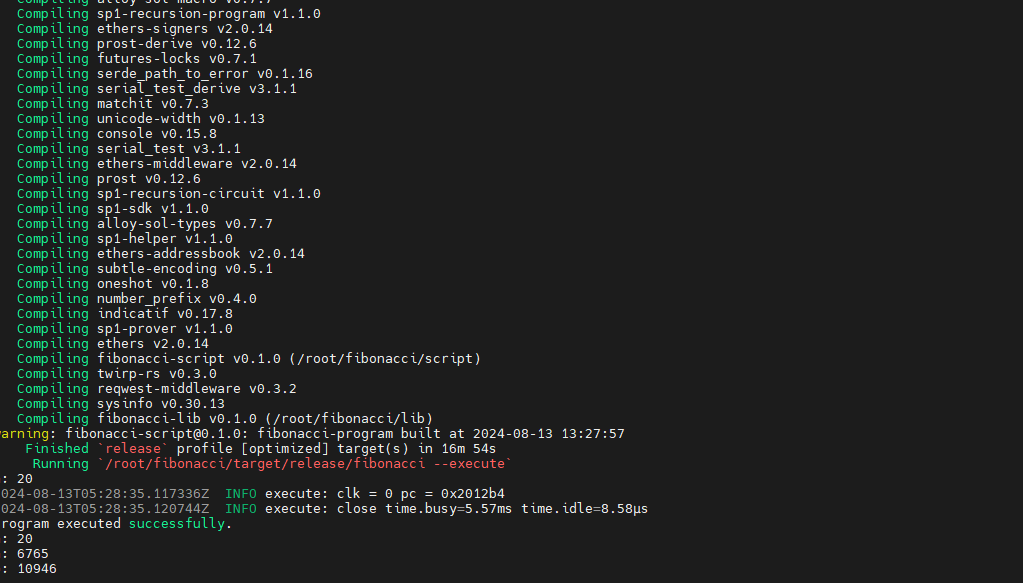 Compiling alloy-sol-macro v0.7.7
Compiling sp1-recursion-program v1.1.0
Compiling ethers-signers v2.0.14
Compiling prost-derive v0.12.6
Compiling futures-locks v0.7.1
Compiling serde_path_to_error v0.1.16
Compiling serial_test_derive v3.1.1
Compiling matchit v0.7.3
Compiling unicode-width v0.1.13
Compiling console v0.15.8
Compiling serial_test v3.1.1
Compiling ethers-middleware v2.0.14
Compiling prost v0.12.6
Compiling sp1-recursion-circuit v1.1.0
Compiling sp1-sdk v1.1.0
Compiling alloy-sol-types v0.7.7
Compiling sp1-helper v1.1.0
Compiling ethers-addressbook v2.0.14
Compiling subtle-encoding v0.5.1
Compiling oneshot v0.1.8
Compiling number_prefix v0.4.0
Compiling indicatif v0.17.8
Compiling sp1-prover v1.1.0
Compiling ethers v2.0.14
Compiling fibonacci-script v0.1.0 (/root/fibonacci/script)
Compiling twirp-rs v0.3.0
Compiling reqwest-middleware v0.3.2
Compiling sysinfo v0.30.13
Compiling fibonacci-lib v0.1.0 (/root/fibonacci/lib)
arning: fibonacci-script@0.1.0: fibonacci-program built at 2024-08-13 13:27:57
Finished `release` profile [optimized] target(s) in 16m 54s
Running `/root/fibonacci/target/release/fibonacci --execute`
: 20
024-08-13T05:28:35.117336Z INFO execute: clk = 0 pc = 0x2012b4
024-08-13T05:28:35.120744Z INFO execute: close time.busy=5.57ms time.idle=8.58µs
rogram executed successfully.
: 20
: 6765
: 10946